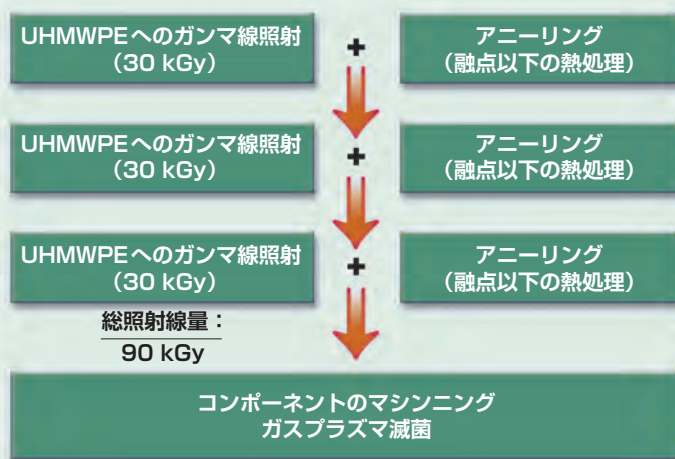 UHMWPEへのガンマ線照射
(30 kGy)
+
アニーリング
(融点以下の熱処理)
UHMWPEへのガンマ線照射
(30 kGy)
+
アニーリング
(融点以下の熱処理)
UHMWPEへのガンマ線照射
(30 kGy)
+
アニーリング
(融点以下の熱処理)
総照射線量：
90 kGy
コンポーネントのマシンニング
ガスプラズマ滅菌